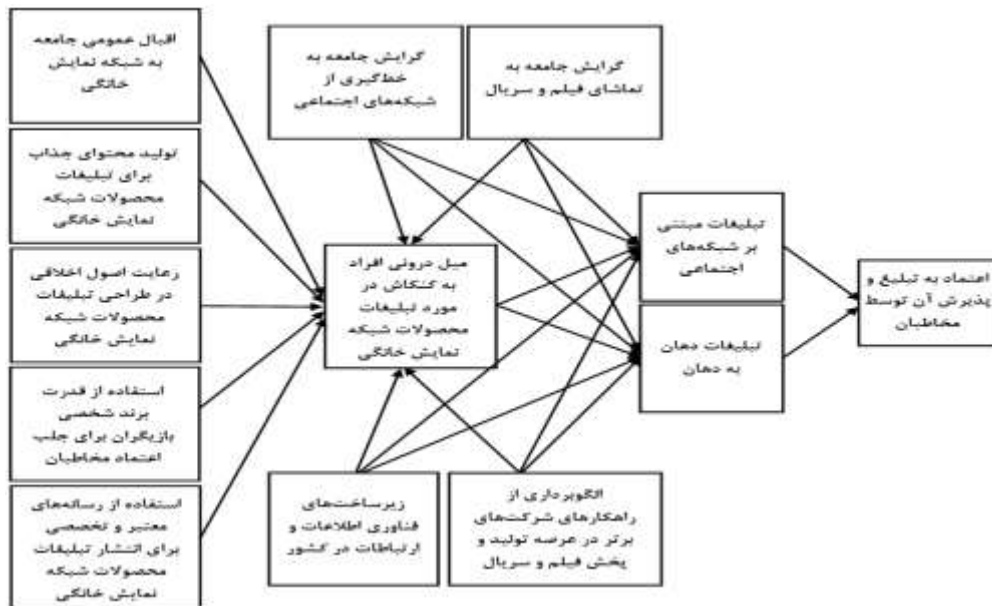 اقبال عمومی جامعه
به شبکه نمایش
خانگی
تولید محتوای جذاب
برای تبلیغات
محصولات شبکه
نمایش خانگی
رعایت اصول اخلاقی
در طراحی تبلیغات
محصولات شبکه
نمایش خانگی
استفاده از قدرت
برند شخصی
بازیگران برای جلب
اعتماد مخاطبان
استفاده از رسانه‌های
معتبر و تخصصی
برای انتشار تبلیغات
محصولات شبکه
نمایش خانگی
گرایش جامعه به
خط‌گیری از
شبکه‌های اجتماعی
گرایش جامعه به
تماشای فیلم و سریال
میل درونی افراد
به کنکاش در
مورد تبلیغات
محصولات شبکه
نمایش خانگی
زیرساخت‌های
فناوری اطلاعات و
ارتباطات در کشور
الگوبرداری از
راهکارهای شرکت‌های
برتر در عرصه تولید و
پخش فیلم و سریال
تبلیغات مبتنی
بر شبکه‌های
اجتماعی
تبلیغات دهان
به دهان
اعتماد به تبلیغ و
پذیرش آن توسط
مخاطبان